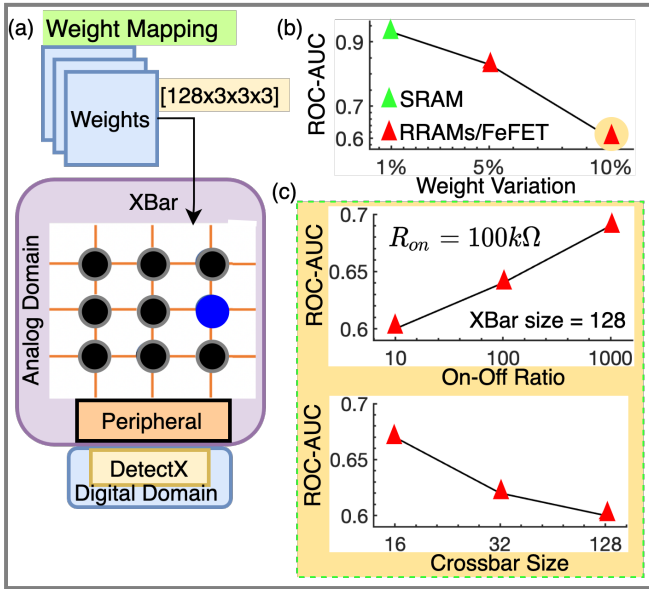 (a)
Weight Mapping
Weights
[128x3x3x3]
XBar
Analog Domain
Peripheral
DetectX
Digital Domain
(b)
ROC-AUC
0.9
0.7
0.6
SRAM
RRAMs/FeFET
1% 5% 10%
Weight Variation
(c)
ROC-AUC
0.7
0.65
0.6
R_on = 100kΩ
XBar size = 128
10 100 1000
On-Off Ratio
ROC-AUC
0.7
0.65
0.6
16 32 128
Crossbar Size